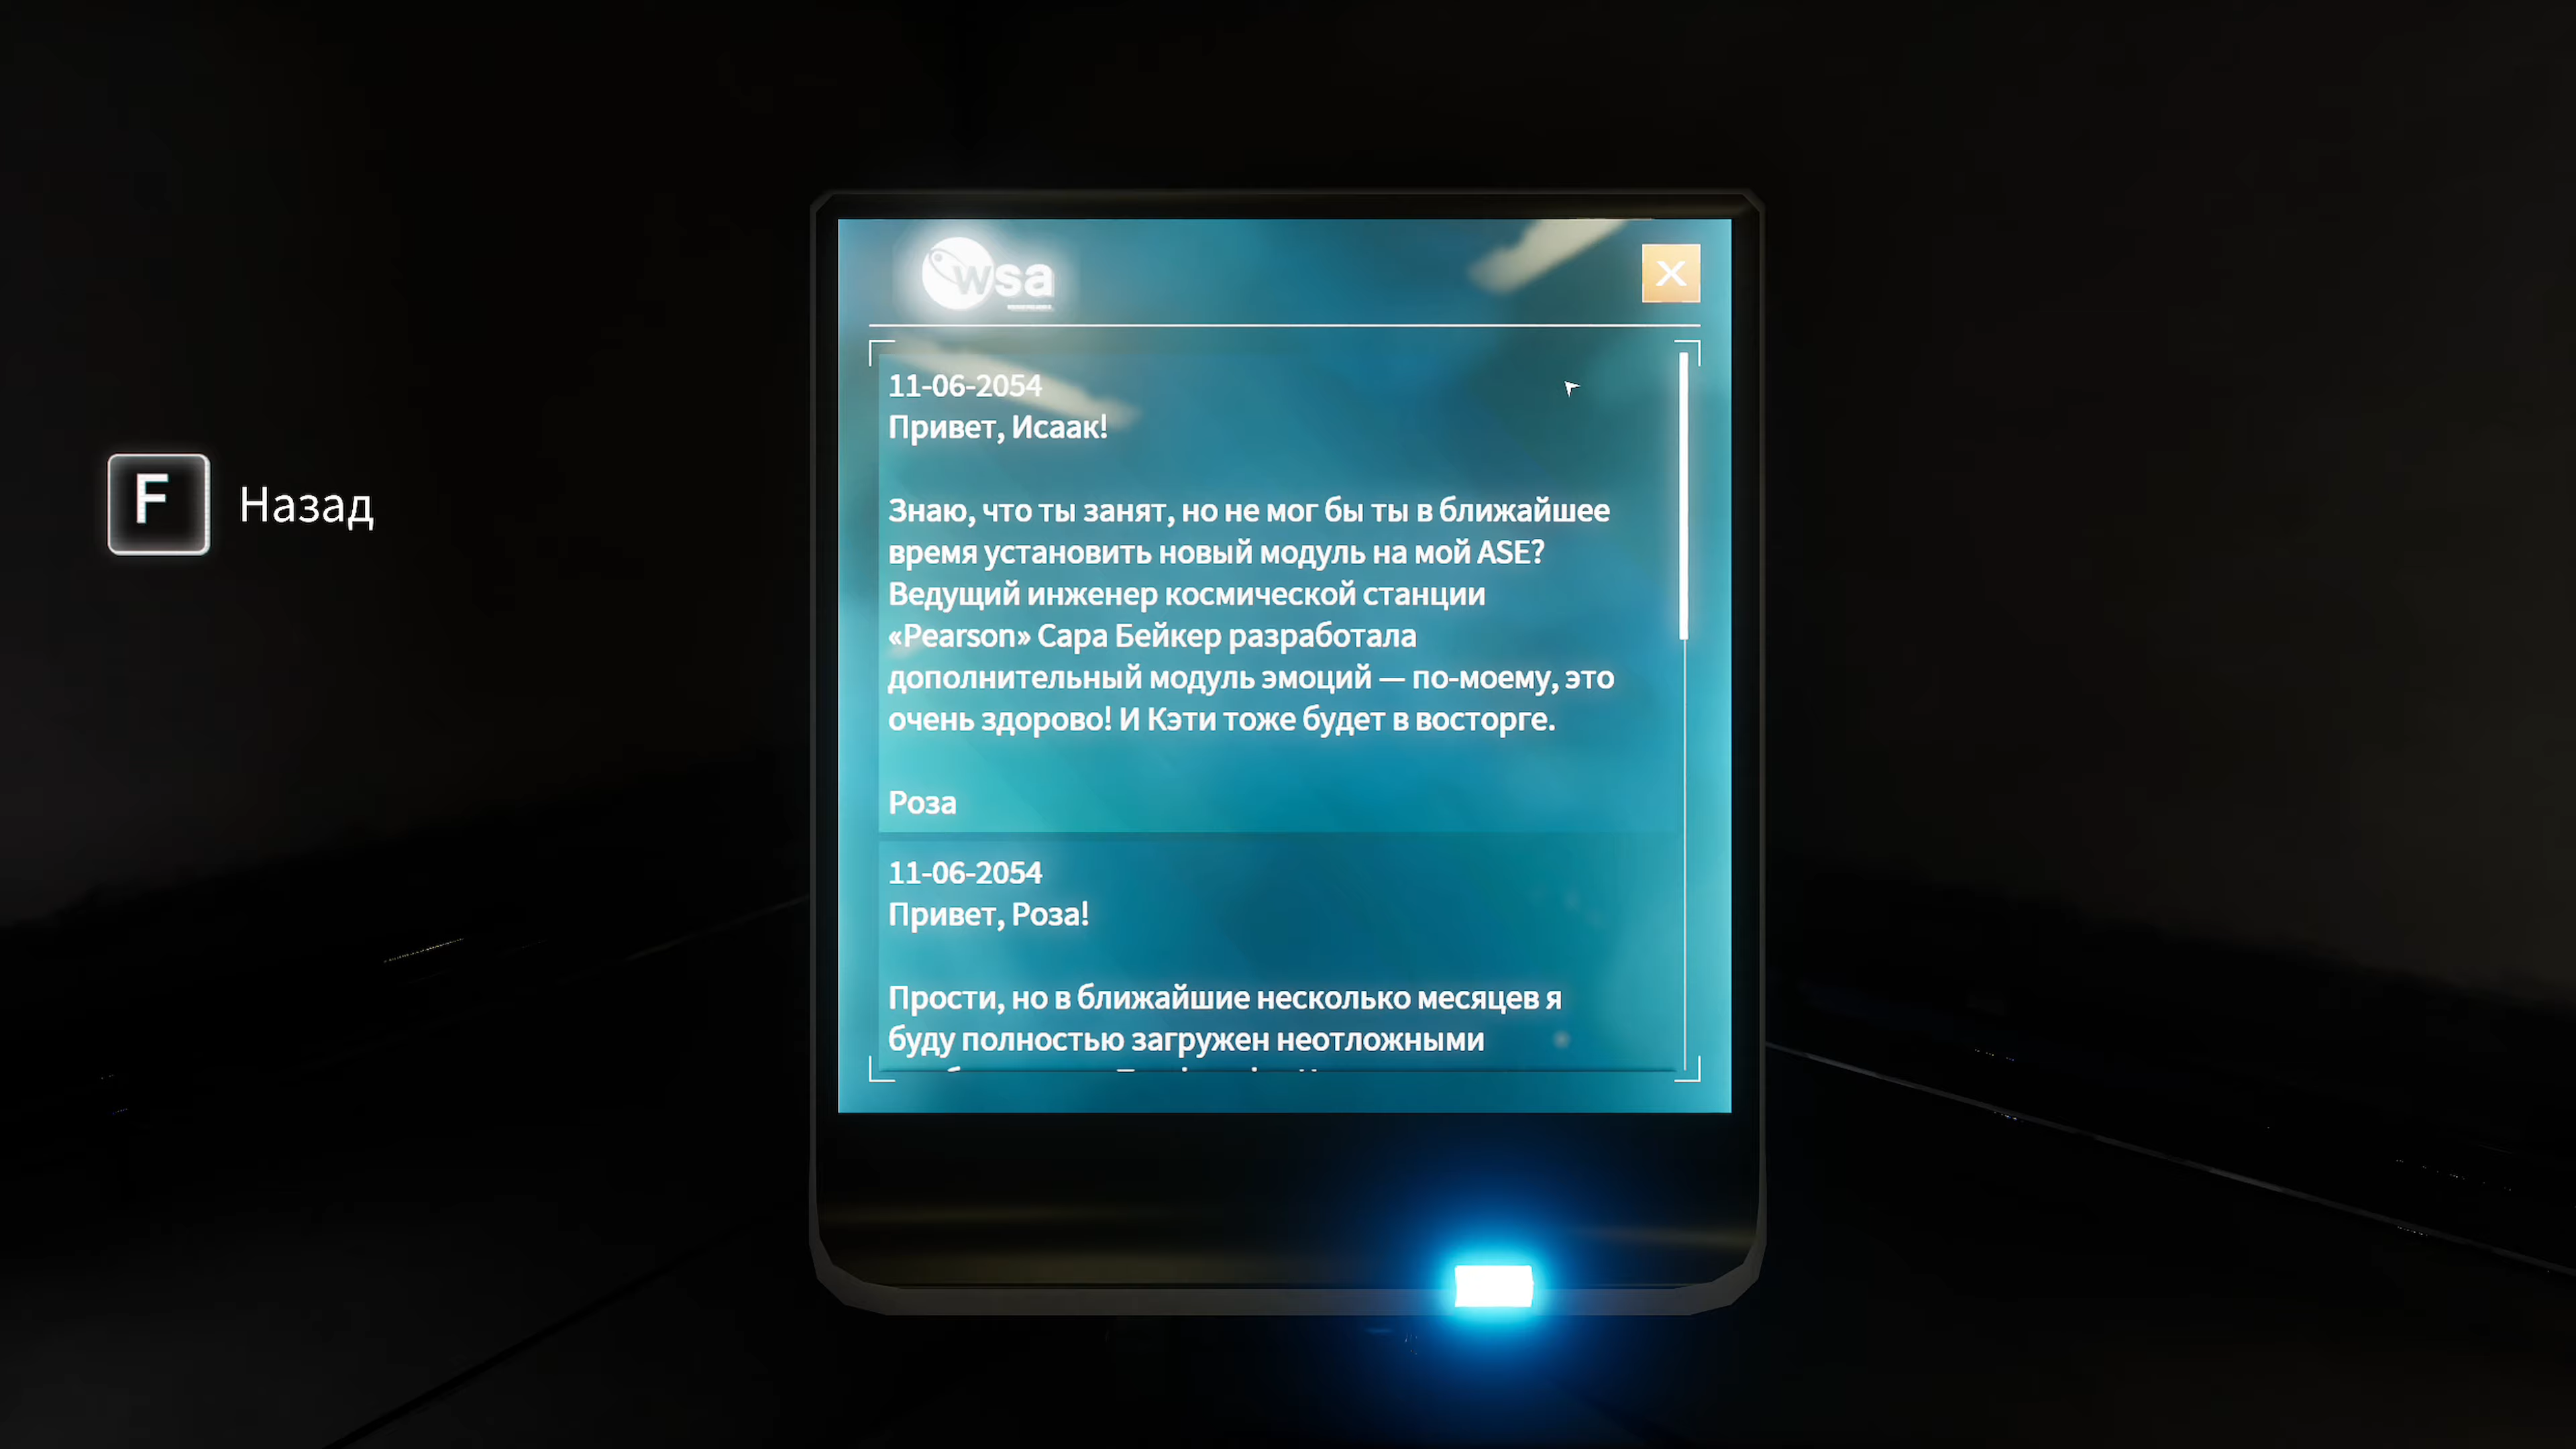 wsa
11-06-2054
Привет, Исаак!
F Назад
Знаю, что ты занят, но не мог бы ты в ближайшее
время установить новый модуль на мой ASE?
Ведущий инженер космической станции
«Pearson» Сара Бейкер разработала
дополнительный модуль эмоций — по-моему, это
очень здорово! И Кэти тоже будет в восторге.
Роза
11-06-2054
Привет, Роза!
Прости, но в ближайшие несколько месяцев я
буду полностью загружен неотложными